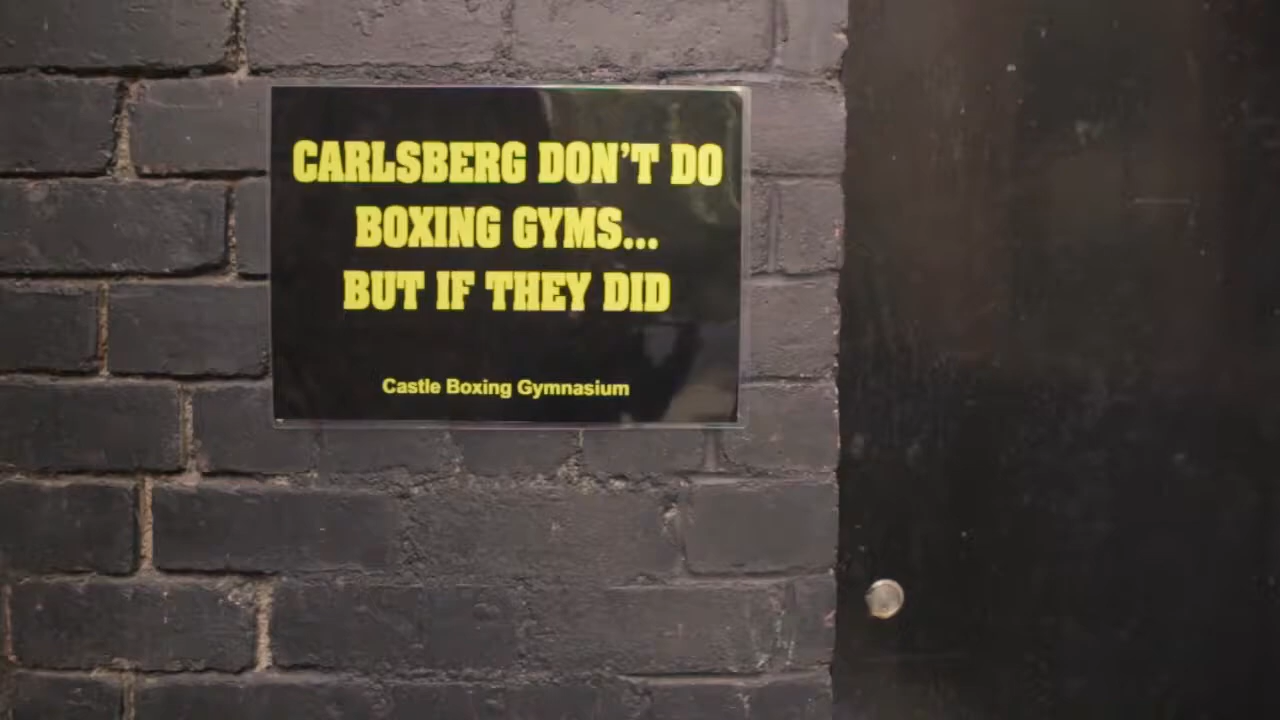 CARLSBERG DON'T DO
BOXING GYMS...
BUT IF THEY DID
Castle Boxing Gymnasium